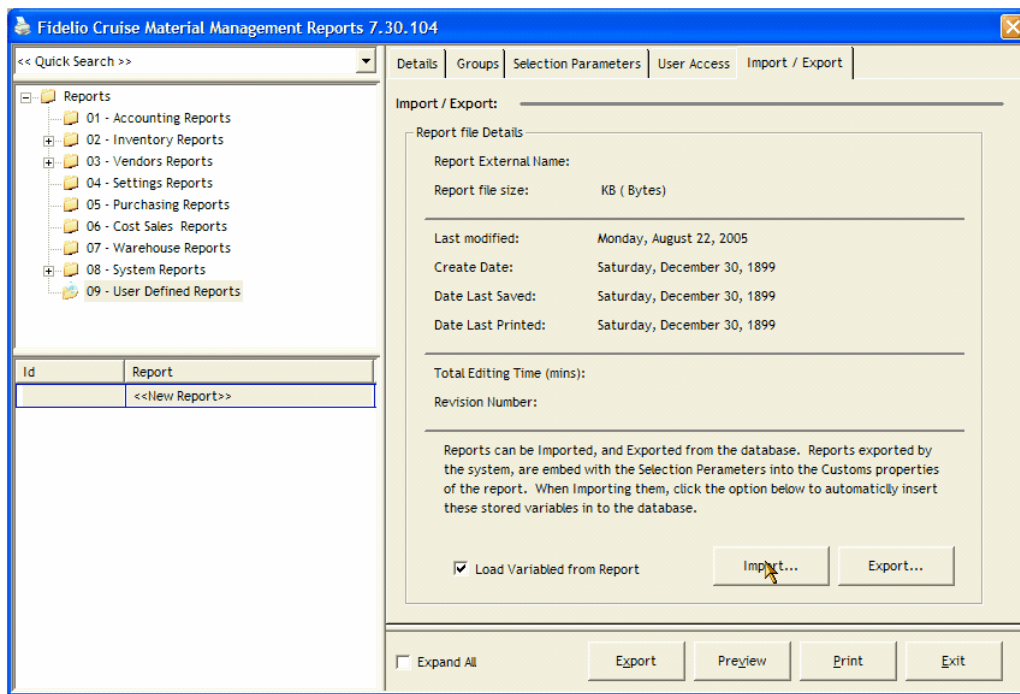 Fidelio Cruise Material Management Reports 7.30.104
<< Quick Search >>
Reports
01 - Accounting Reports
02 - Inventory Reports
03 - Vendors Reports
04 - Settings Reports
05 - Purchasing Reports
06 - Cost Sales  Reports
07 - Warehouse Reports
08 - System Reports
09 - User Defined Reports
Id Report
<<New Report>>
Details Groups Selection Parameters User Access Import / Export
Import / Export:
Report file Details
Report External Name:
Report file size: KB ( Bytes)
Last modified: Monday, August 22, 2005
Create Date: Saturday, December 30, 1899
Date Last Saved: Saturday, December 30, 1899
Date Last Printed: Saturday, December 30, 1899
Total Editing Time (mins):
Revision Number:
Reports can be Imported, and Exported from the database.  Reports exported by
the system, are embed with the Selection Perameters into the Customs properties
of the report.  When Importing them, click the option below to automaticlly insert
these stored variables in to the database.
Load Variabled from Report Import... Export...
Expand All Export Preview Print Exit